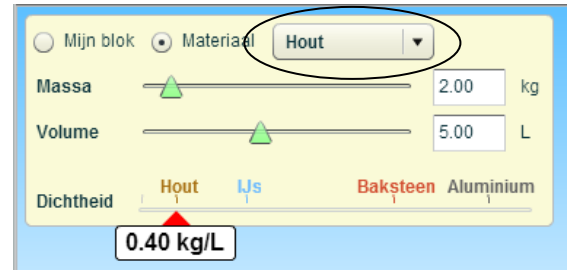 Mijn blok Materiaal Hout
Massa 2.00 kg
Volume 5.00 L
Hout IJs Baksteen Aluminium
Dichtheid
0.40 kg/L